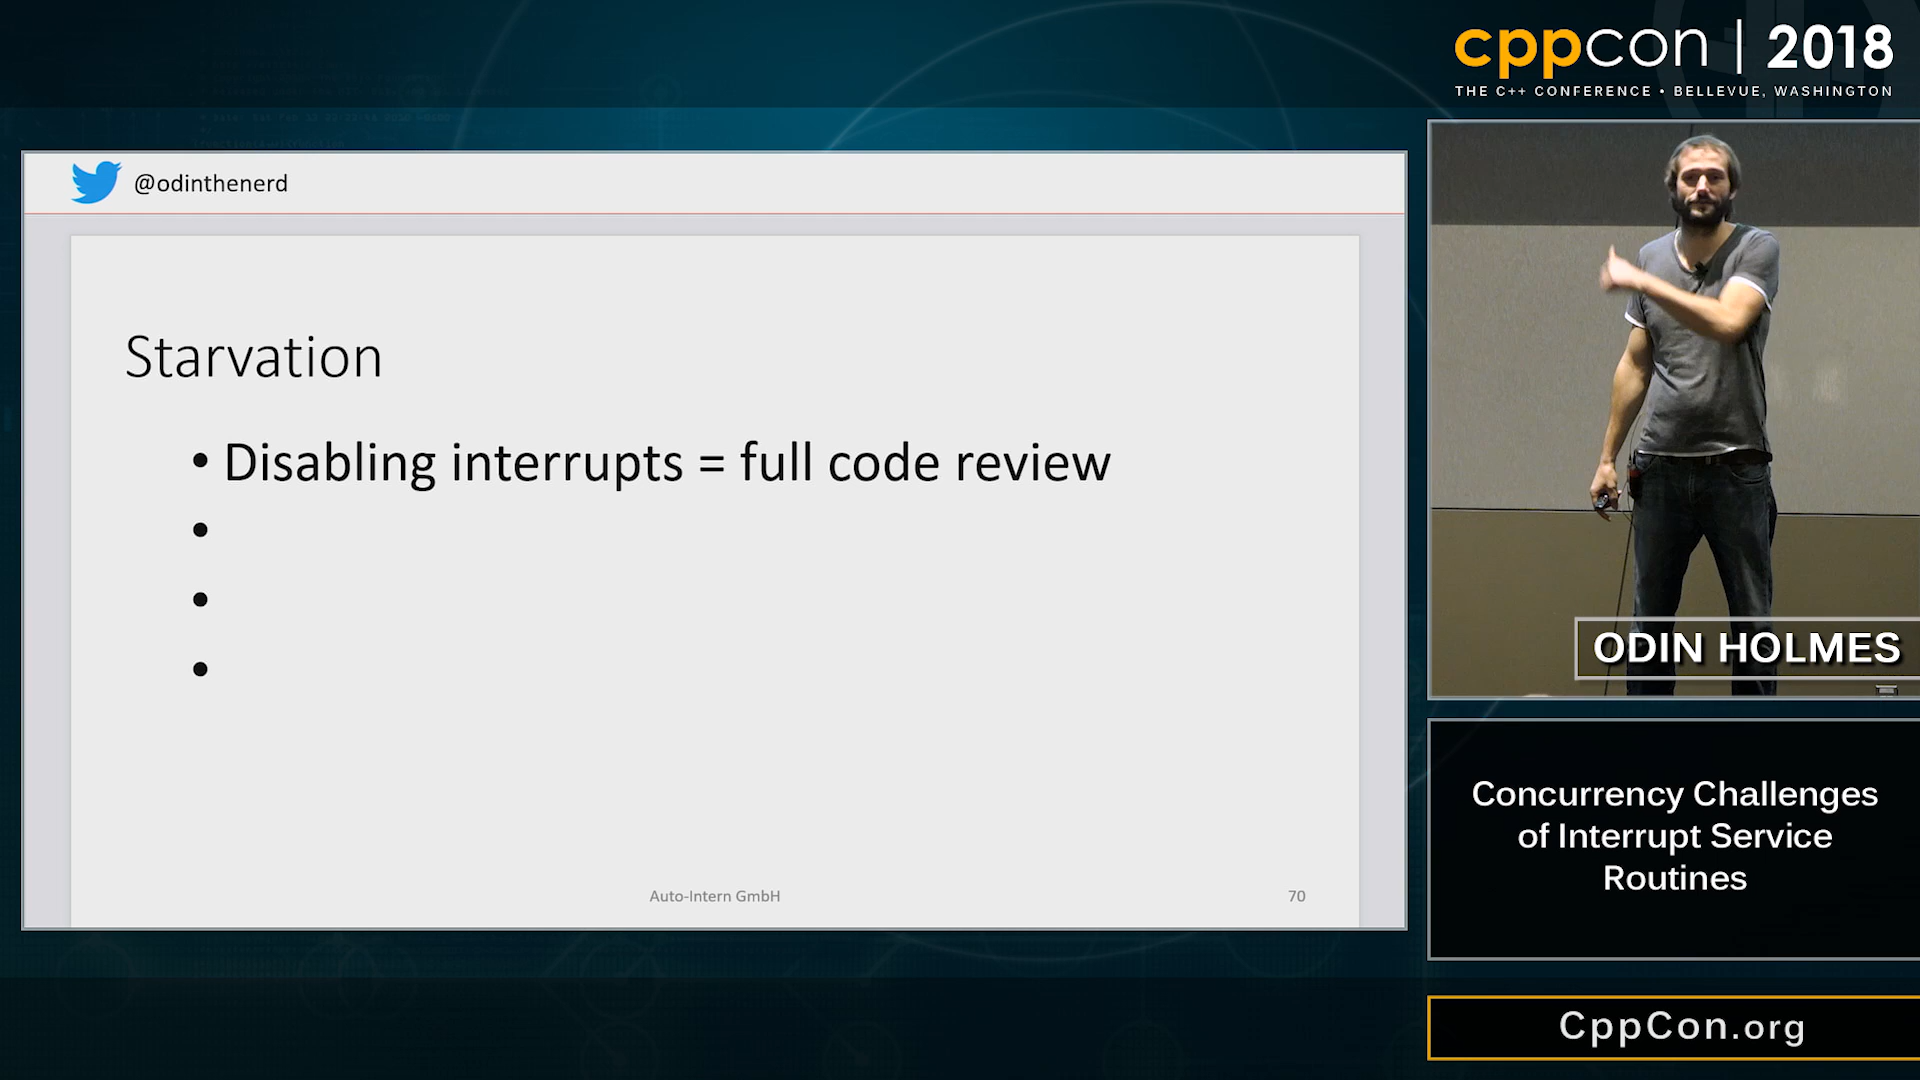 cppcon | 2018
THE C++ CONFERENCE • BELLEVUE, WASHINGTON
@odinthenerd
Starvation
• Disabling interrupts = full code review
•
•
•
Auto-Intern GmbH
70
ODIN HOLMES
Concurrency Challenges
of Interrupt Service
Routines
CppCon.org